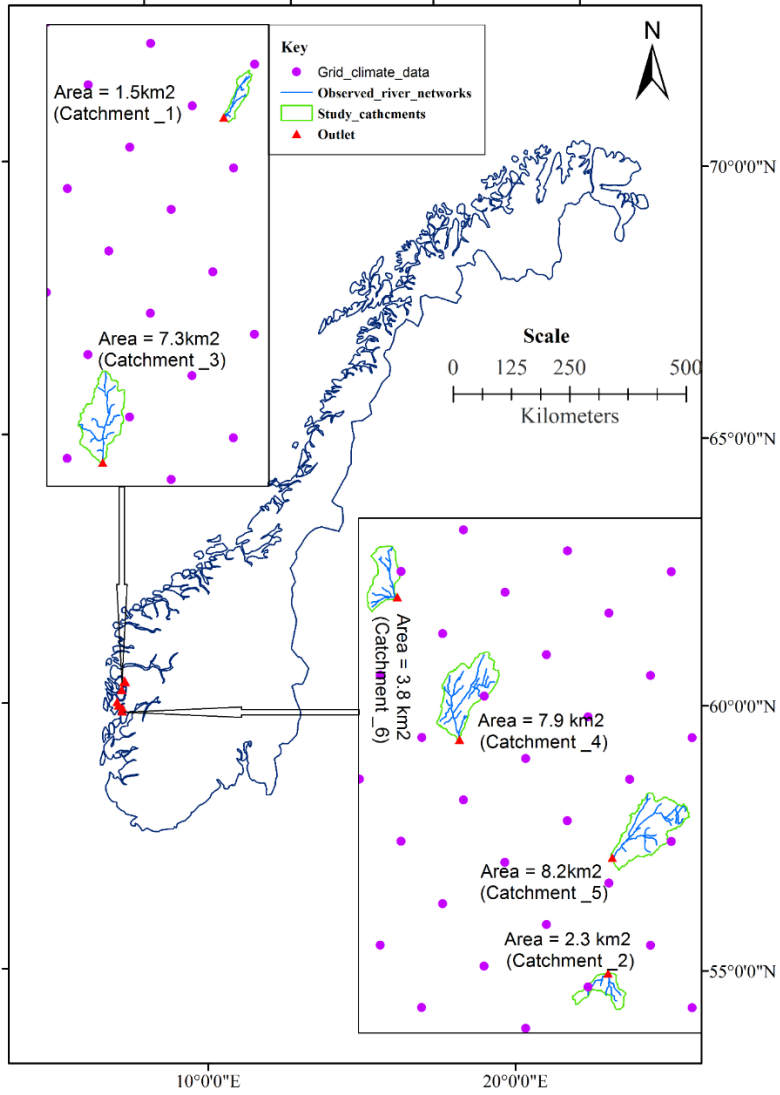 Area = 1.5km2
(Catchment _1)
Key
Grid_climate_data
Observed_river_networks
Study_cathcments
Outlet
N
70°0'0"N
Area = 7.3km2
(Catchment _3)
Scale
0 125 250 500
Kilometers
65°0'0"N
Area = 3.8 km2
(Catchment _6)
Area = 7.9 km2
(Catchment _4)
60°0'0"N
Area = 8.2km2
(Catchment _5)
Area = 2.3 km2
(Catchment _2)
55°0'0"N
10°0'0"E
20°0'0"E